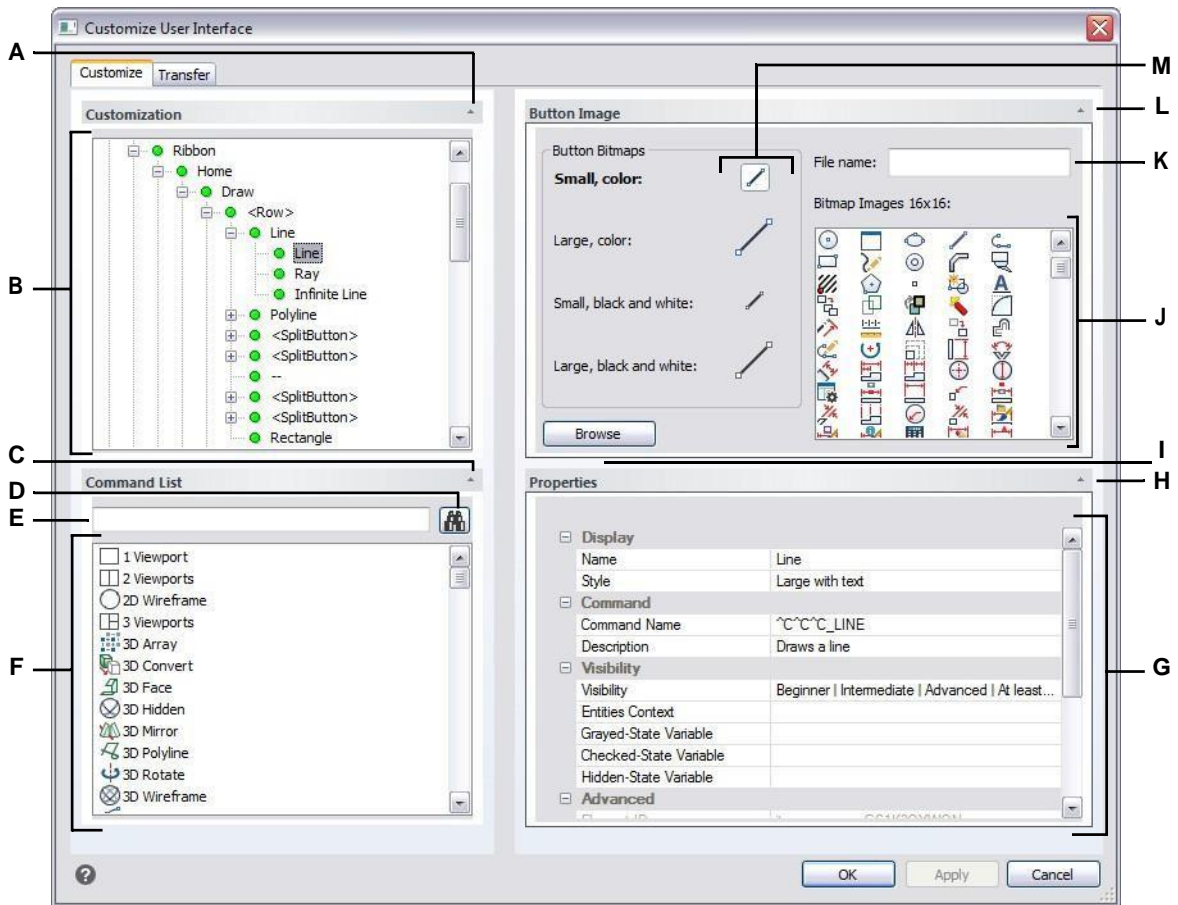 Customize User Interface
A
Customize
Transfer
M
Customization
Button Image
L
Ribbon
Home
Draw
<Row>
Line
Line
Ray
Infinite Line
Polyline
<SplitButton>
<SplitButton>
--
<SplitButton>
<SplitButton>
Rectangle
B
Button Bitmaps
Small, color:
Large, color:
Small, black and white:
Large, black and white:
Browse
File name:
K
Bitmap Images 16x16:
J
I
C
Command List
D
E
Properties
H
1 Viewport
2 Viewports
2D Wireframe
3 Viewports
3D Array
3D Convert
3D Face
3D Hidden
3D Mirror
3D Polyline
3D Rotate
3D Wireframe
F
Display
Name Line
Style Large with text
Command
Command Name ^C^C^C_LINE
Description Draws a line
Visibility
Visibility Beginner | Intermediate | Advanced | At least...
Entities Context
Grayed-State Variable
Checked-State Variable
Hidden-State Variable
Advanced
G
OK
Apply
Cancel